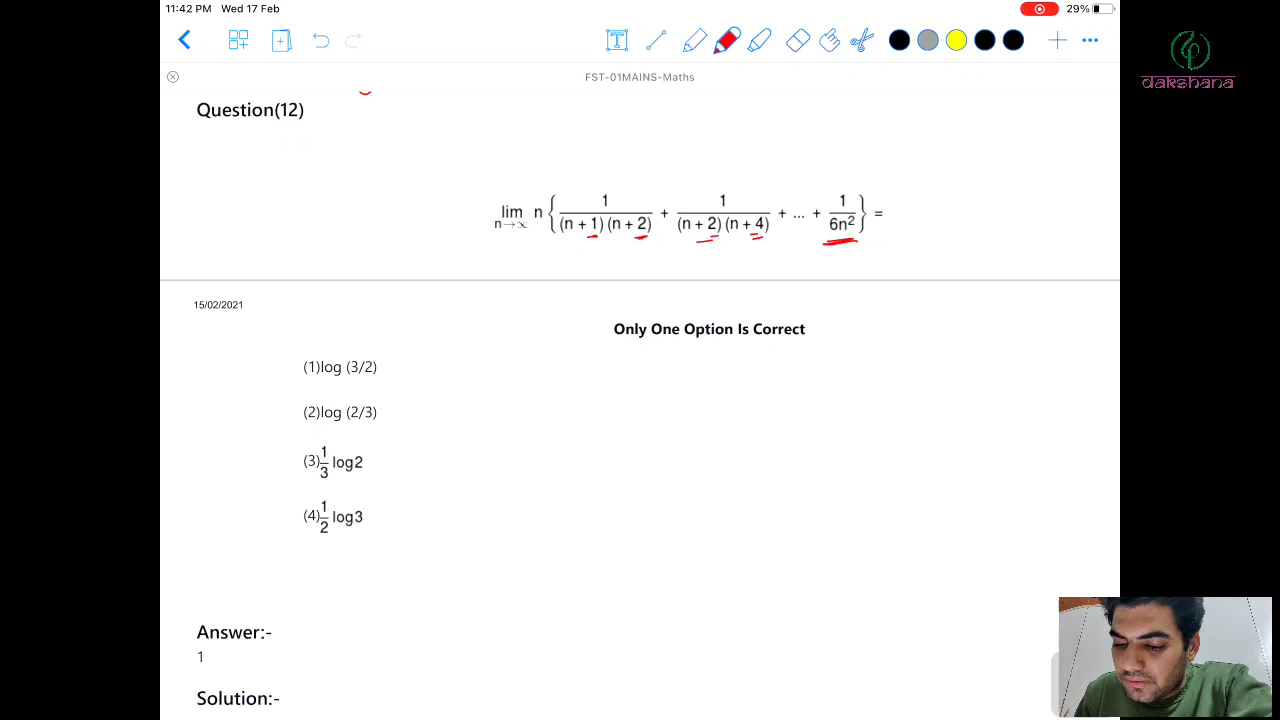 11:42 PM Wed 17 Feb
29%
dakshana
FST-01MAINS-Maths
Question(12)
lim n→∞ n { 1/((n + 1)(n + 2)) + 1/((n + 2)(n + 4)) + ... + 1/(6n²) } =
15/02/2021
Only One Option Is Correct
(1)log (3/2)
(2)log (2/3)
(3) 1/3 log2
(4) 1/2 log3
Answer:-
1
Solution:-